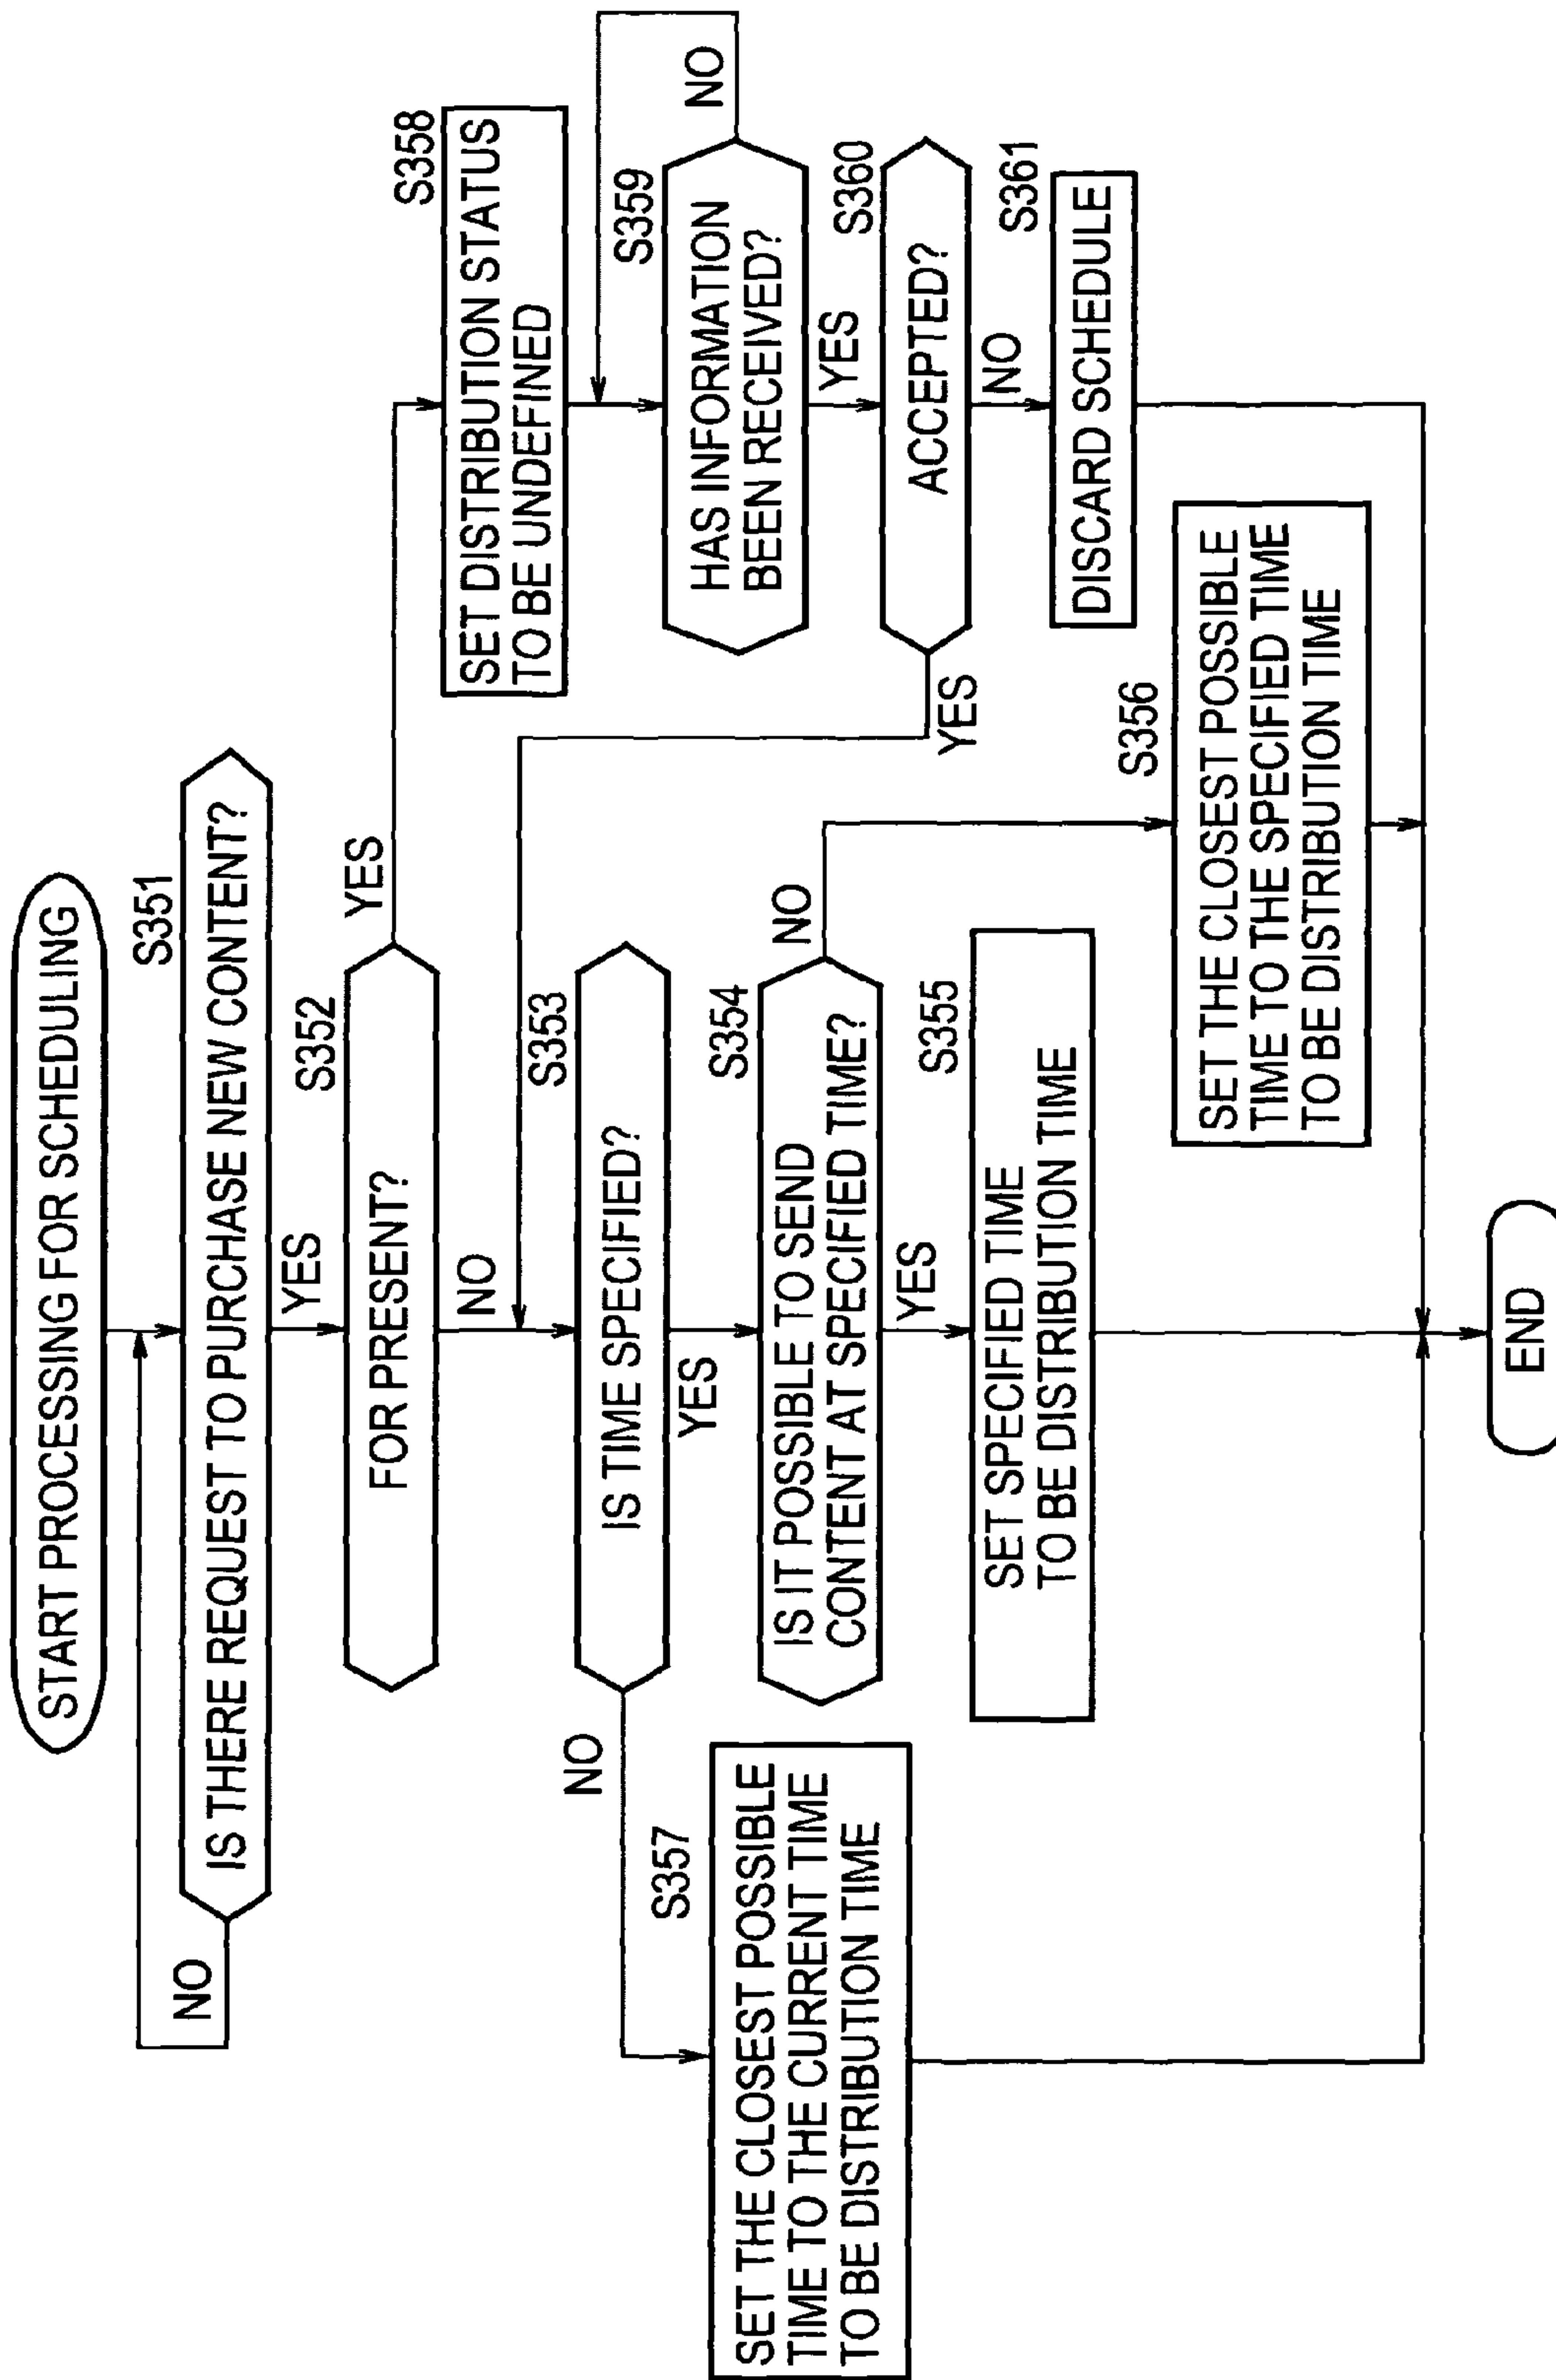 START PROCESSING FOR SCHEDULING
S351
IS THERE REQUEST TO PURCHASE NEW CONTENT?
NO
YES
S352
FOR PRESENT?
YES
NO
S353
IS TIME SPECIFIED?
NO
YES
S354
IS IT POSSIBLE TO SEND
CONTENT AT SPECIFIED TIME?
NO
YES
S355
SET SPECIFIED TIME
TO BE DISTRIBUTION TIME
S356
SET THE CLOSEST POSSIBLE
TIME TO THE SPECIFIED TIME
TO BE DISTRIBUTION TIME
S357
SET THE CLOSEST POSSIBLE
TIME TO THE CURRENT TIME
TO BE DISTRIBUTION TIME
S358
SET DISTRIBUTION STATUS
TO BE UNDEFINED
S359
HAS INFORMATION
BEEN RECEIVED?
NO
YES
S360
ACCEPTED?
YES
NO
S361
DISCARD SCHEDULE
END